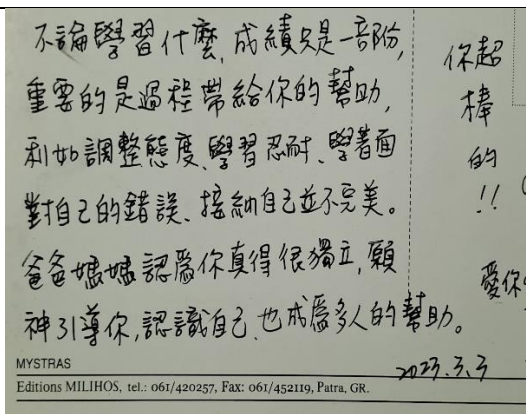 不論學習什麼,成績只是一部份,
重要的是過程帶給你的幫助,
利如調整態度、學習忍耐、學著面
對自己的錯誤、接納自己並不完美。
爸爸媽媽認為你真得很獨立,願
神引導你,認識自己,也成為多人的幫助。
2023.3.3
你超
棒
的
!!
愛你
MYSTRAS
Editions MILIHOS, tel.: 061/420257, Fax: 061/452119, Patra, GR.